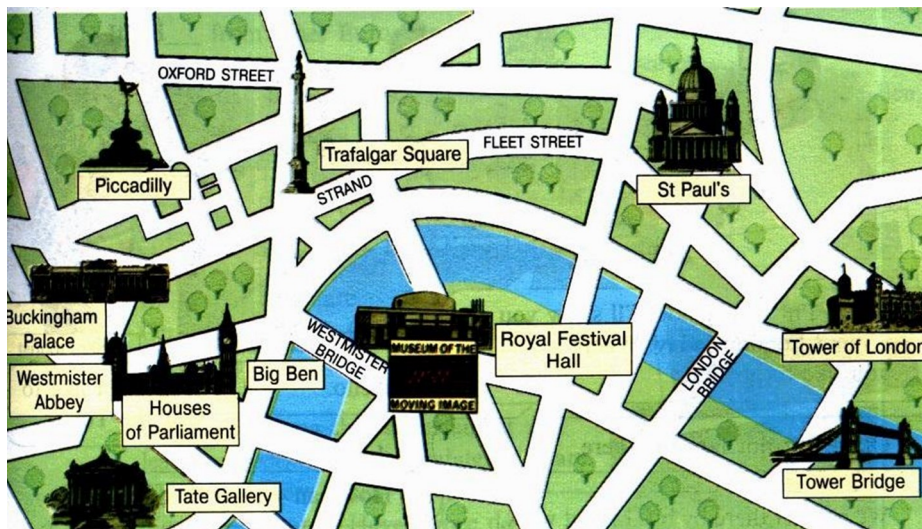 OXFORD STREET
Piccadilly
Trafalgar Square
FLEET STREET
STRAND
St Paul's
Buckingham
Palace
WESTMISTER
BRIDGE
MUSEUM OF THE
MOVING IMAGE
Royal Festival
Hall
LONDON
BRIDGE
Tower of London
Westmister
Abbey
Big Ben
Houses
of Parliament
Tate Gallery
Tower Bridge